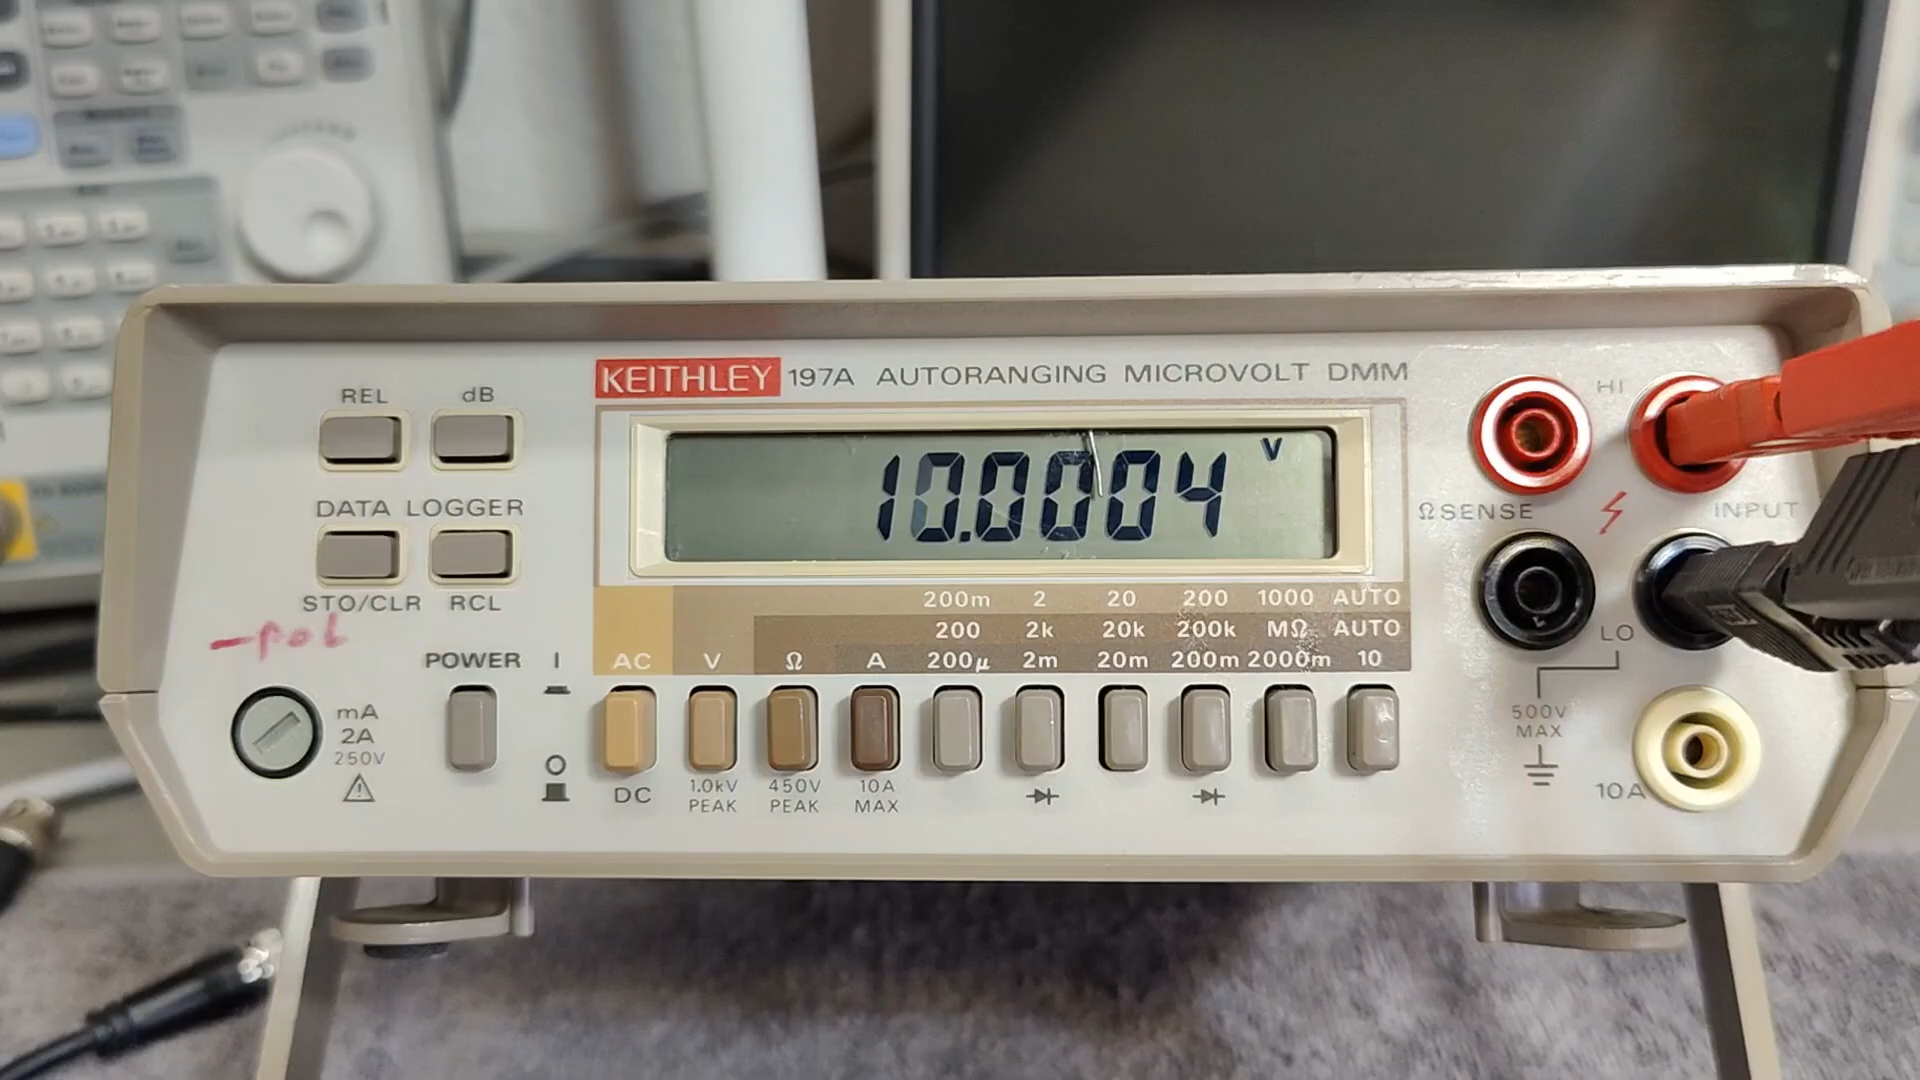 KEITHLEY 197A AUTORANGING MICROVOLT DMM
REL dB
10.0004 V
HI
DATA LOGGER
STO/CLR RCL
Ω SENSE
INPUT
LO
-pol
200m 2 20 200 1000 AUTO
200 2k 20k 200k MΩ AUTO
AC V Ω A 200µ 2m 20m 200m 2000m 10
POWER I
O
mA
2A
250V
DC
1.0kV
PEAK
450V
PEAK
10A
MAX
500V
MAX
10A